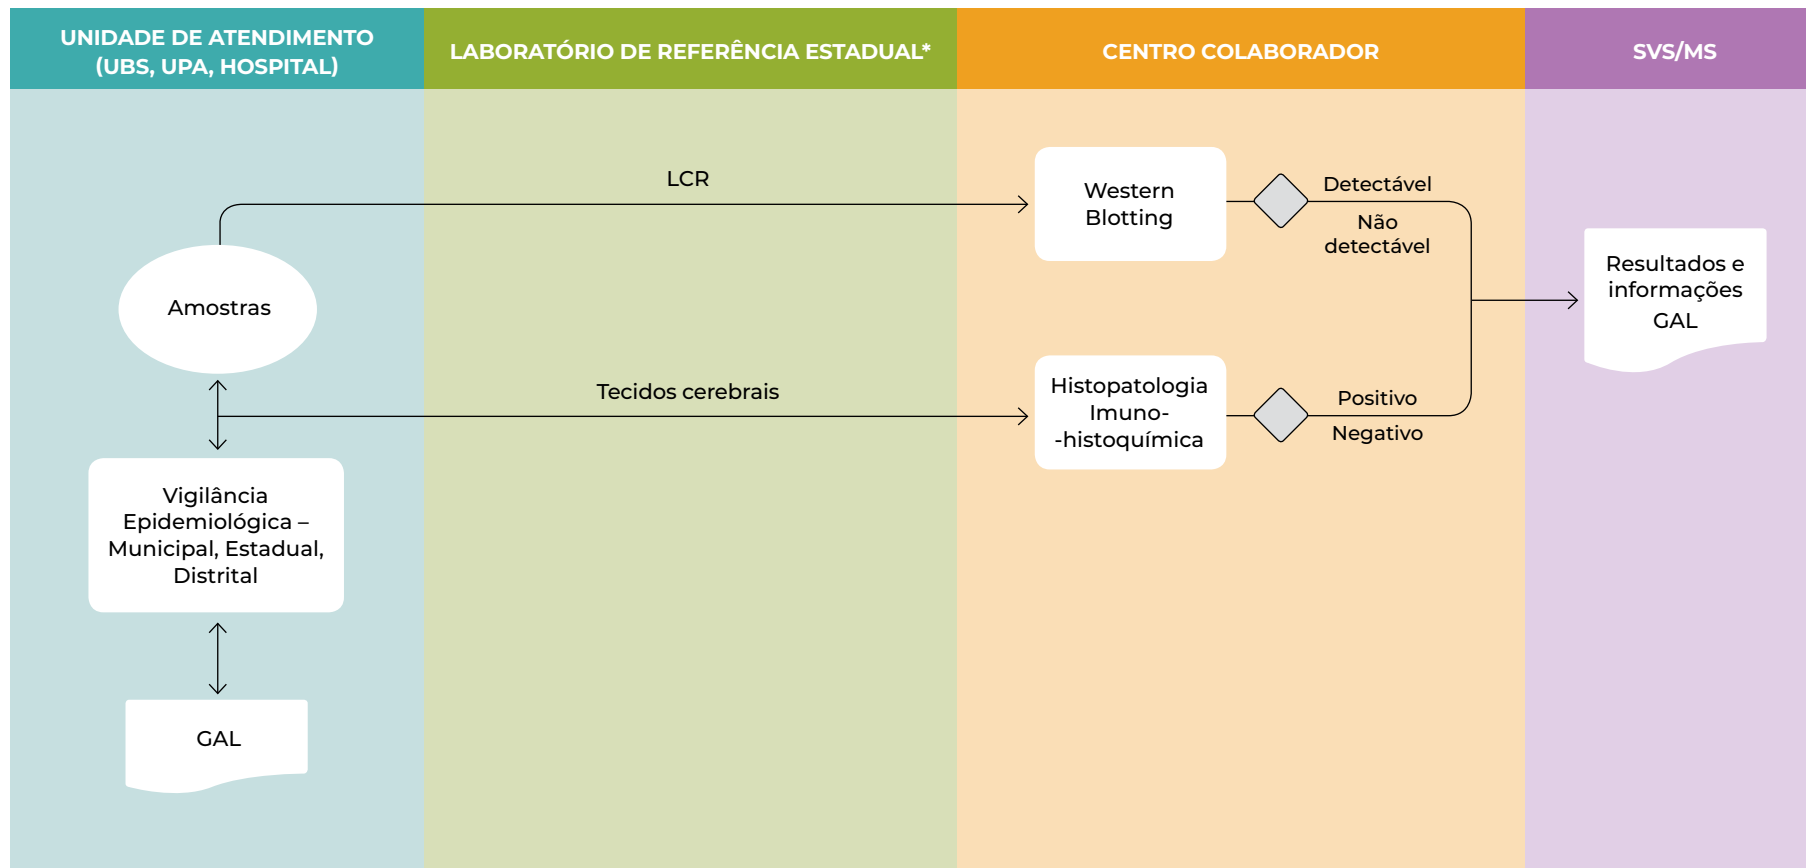 UNIDADE DE ATENDIMENTO
(UBS, UPA, HOSPITAL)
LABORATÓRIO DE REFERÊNCIA ESTADUAL*
CENTRO COLABORADOR
SVS/MS
LCR
Western
Blotting
Detectável
Não
detectável
Resultados e
informações
GAL
Amostras
Tecidos cerebrais
Histopatologia
Imuno-
-histoquímica
Positivo
Negativo
Vigilância
Epidemiológica –
Municipal, Estadual,
Distrital
GAL